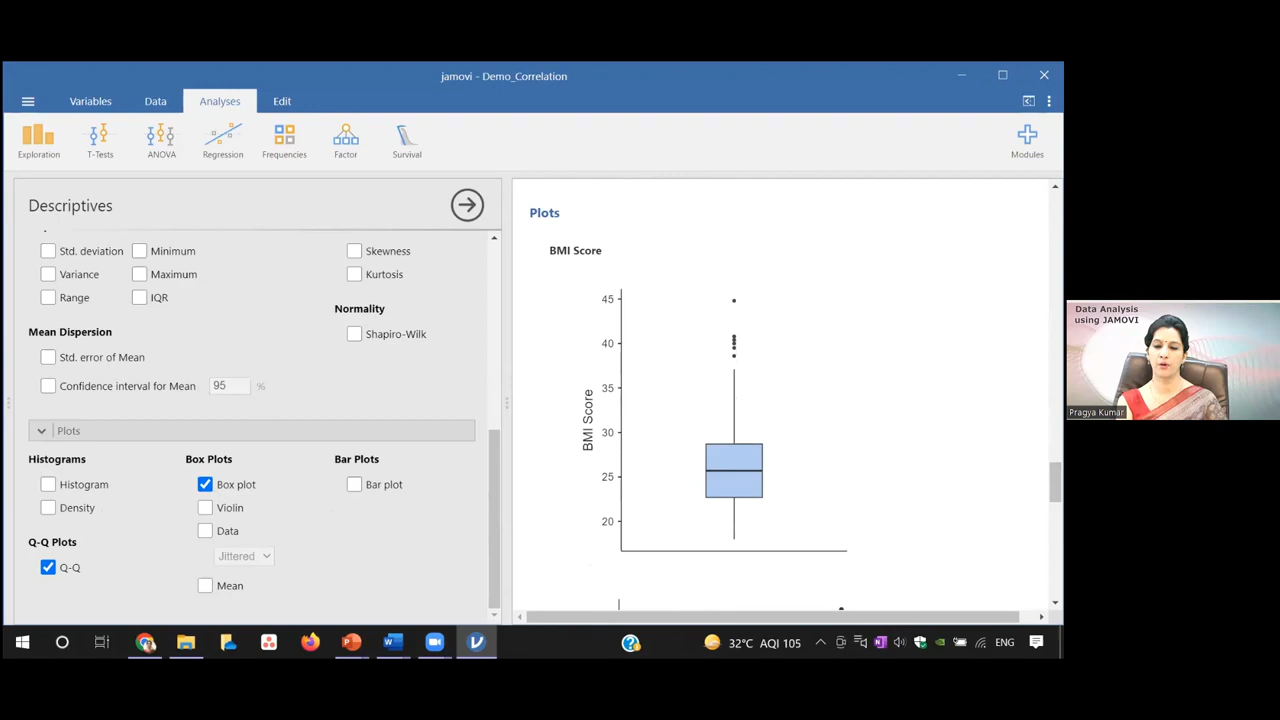 jamovi - Demo_Correlation
Variables
Data
Analyses
Edit
Exploration
T-Tests
ANOVA
Regression
Frequencies
Factor
Survival
Modules
Descriptives
Std. deviation
Minimum
Skewness
Variance
Maximum
Kurtosis
Range
IQR
Normality
Mean Dispersion
Shapiro-Wilk
Std. error of Mean
Confidence interval for Mean 95 %
Plots
Histograms
Box Plots
Bar Plots
Histogram
Box plot
Bar plot
Density
Violin
Data
Q-Q Plots
Jittered
Q-Q
Mean
Plots
BMI Score
45
40
35
30
25
20
BMI Score
Data Analysis
using JAMOVI
Pragya Kumar
32°C AQI 105
ENG